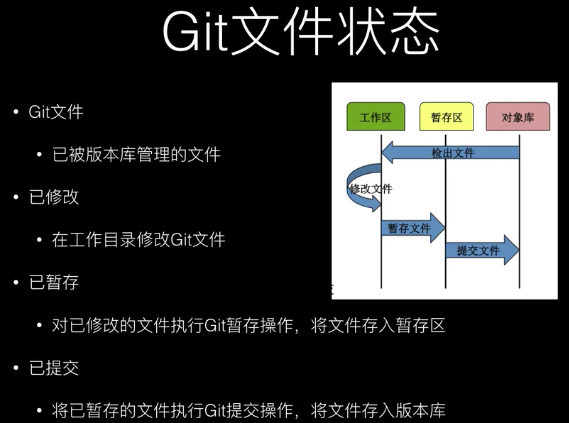 Git文件状态
• Git文件
• 已被版本库管理的文件
• 已修改
• 在工作目录修改Git文件
• 已暂存
• 对已修改的文件执行Git暂存操作，将文件存入暂存区
• 已提交
• 将已暂存的文件执行Git提交操作，将文件存入版本库
工作区 暂存区 对象库
检出文件
修改文件
暂存文件
提交文件